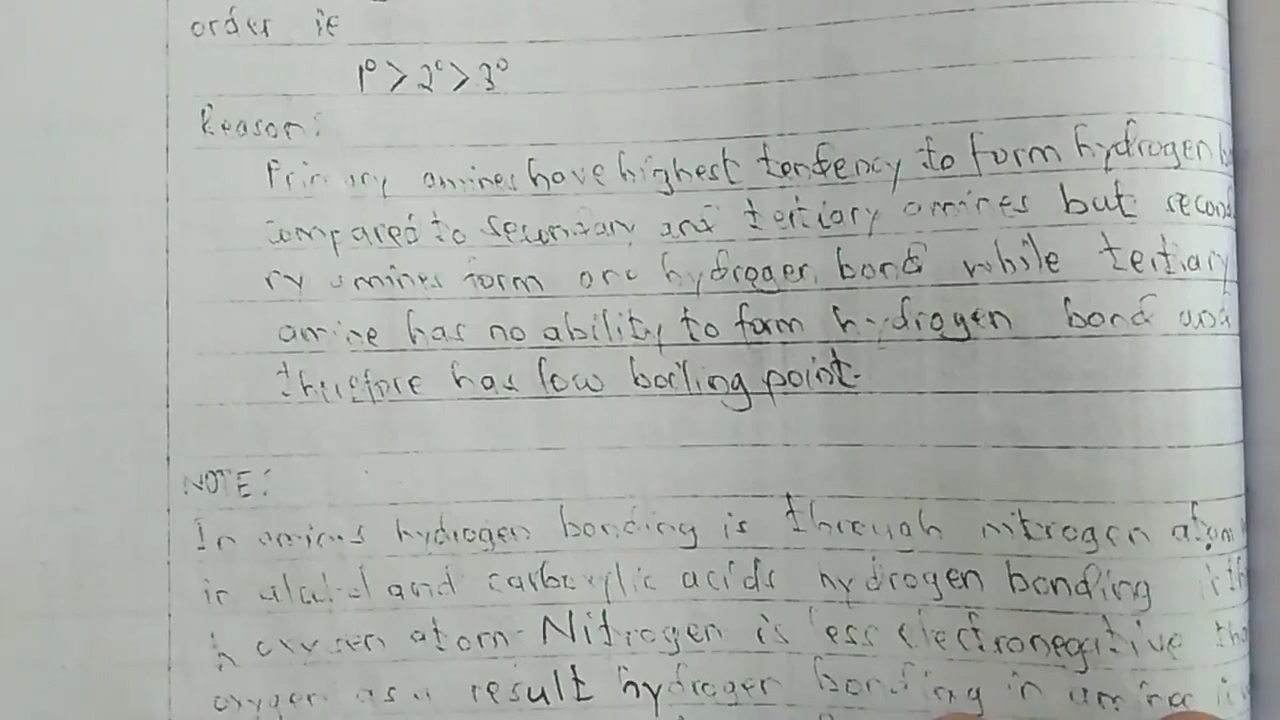 order is
1° > 2° > 3°
Reason:
Primary amines have highest tendency to form hydrogen
compared to secondary and tertiary amines but second
ry amines form one hydrogen bond while tertiary
amine has no ability to form hydrogen bond and
therefore has low boiling point.
NOTE:
In amines hydrogen bonding is through nitrogen atom
in alcohol and carboxylic acids hydrogen bonding
oxygen atom. Nitrogen is less electronegative
oxygen as a result hydrogen bonding in